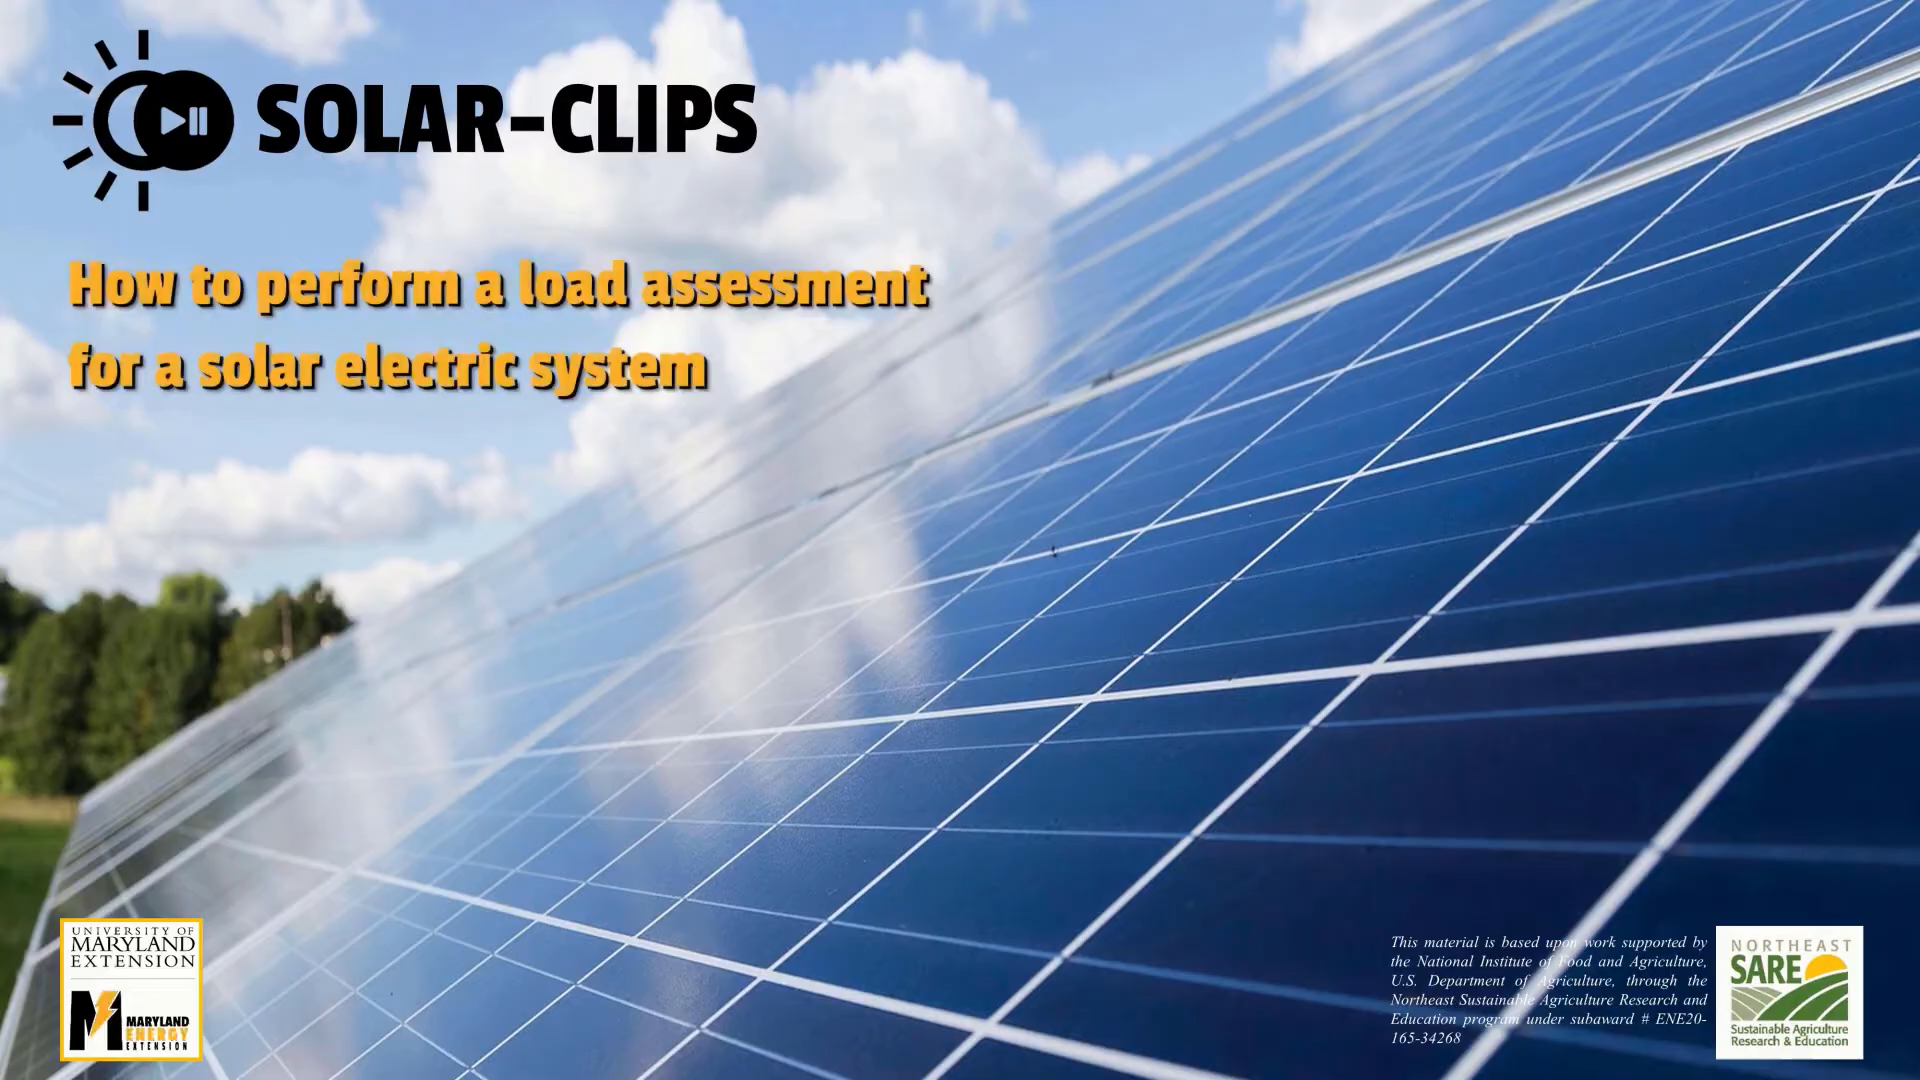 SOLAR-CLIPS
How to perform a load assessment
for a solar electric system
UNIVERSITY OF
MARYLAND
EXTENSION
MARYLAND
ENERGY
EXTENSION
This material is based upon work supported by
the National Institute of Food and Agriculture,
U.S. Department of Agriculture, through the
Northeast Sustainable Agriculture Research and
Education program under subaward # ENE20-
165-34268
NORTHEAST
SARE
Sustainable Agriculture
Research & Education